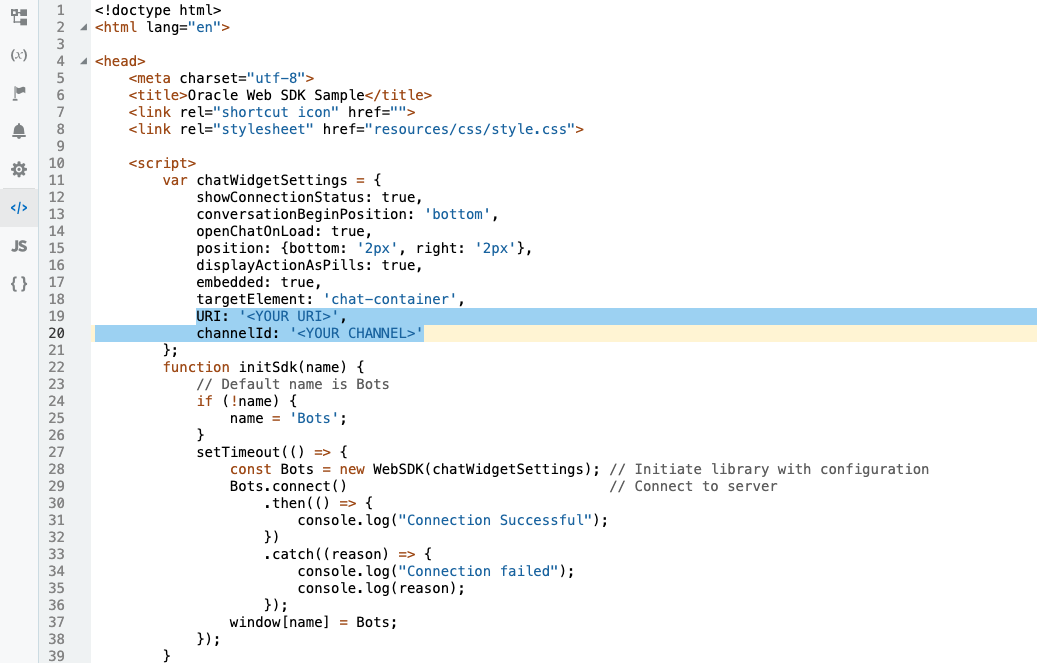 1 <!doctype html>
2 <html lang="en">
3
4 <head>
5     <meta charset="utf-8">
6     <title>Oracle Web SDK Sample</title>
7     <link rel="shortcut icon" href="">
8     <link rel="stylesheet" href="resources/css/style.css">
9
10     <script>
11         var chatWidgetSettings = {
12             showConnectionStatus: true,
13             conversationBeginPosition: 'bottom',
14             openChatOnLoad: true,
15             position: {bottom: '2px', right: '2px'},
16             displayActionAsPills: true,
17             embedded: true,
18             targetElement: 'chat-container',
19             URI: '<YOUR URI>',
20             channelId: '<YOUR CHANNEL>'
21         };
22         function initSdk(name) {
23             // Default name is Bots
24             if (!name) {
25                 name = 'Bots';
26             }
27             setTimeout(() => {
28                 const Bots = new WebSDK(chatWidgetSettings); // Initiate library with configuration
29                 Bots.connect()                               // Connect to server
30                     .then(() => {
31                         console.log("Connection Successful");
32                     })
33                     .catch((reason) => {
34                         console.log("Connection failed");
35                         console.log(reason);
36                     });
37                 window[name] = Bots;
38             });
39         }
(x)
</>
JS
{ }